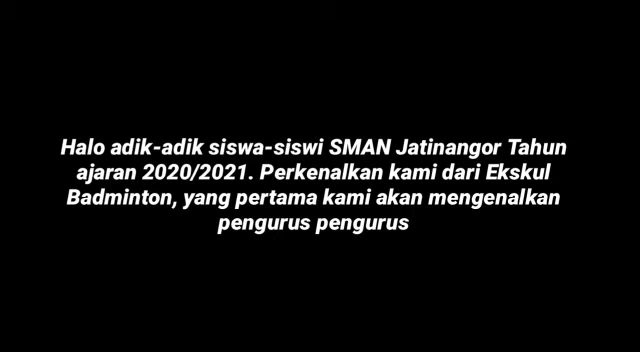 Halo adik-adik siswa-siswi SMAN Jatinangor Tahun
ajaran 2020/2021. Perkenalkan kami dari Ekskul
Badminton, yang pertama kami akan mengenalkan
pengurus pengurus